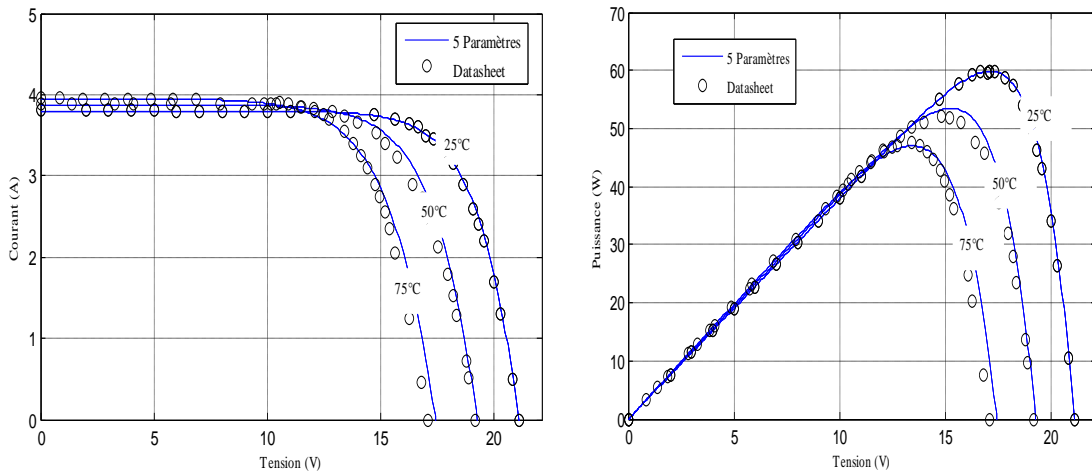 5
4
3
2
1
0
Courant (A)
0 5 10 15 20
Tension (V)
5 Paramètres
Datasheet
25°C
50°C
75°C
70
60
50
40
30
20
10
0
Puissance (W)
0 5 10 15 20
Tension (V)
5 Paramètres
Datasheet
25°C
50°C
75°C